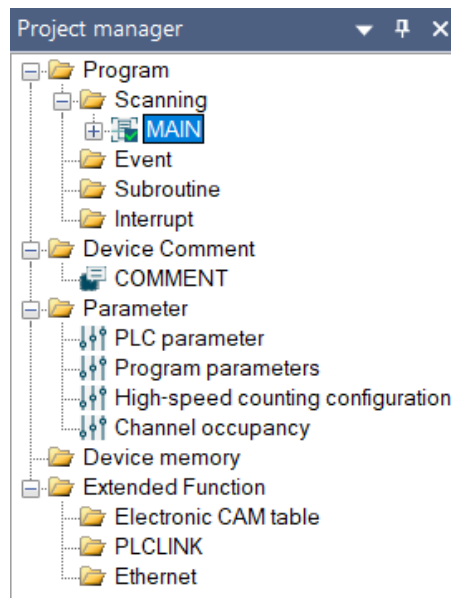 Project manager
Program
Scanning
MAIN
Event
Subroutine
Interrupt
Device Comment
COMMENT
Parameter
PLC parameter
Program parameters
High-speed counting configuration
Channel occupancy
Device memory
Extended Function
Electronic CAM table
PLCLINK
Ethernet